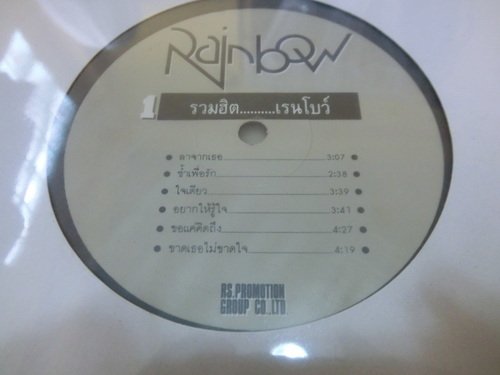 Rainbow
1 รวมฮิต..........เรนโบว์
ลาจากเธอ 3:07
ช้ำเพื่อรัก 2:38
ใจเดียว 3:39
อยากให้รู้ใจ 3:41
ขอแค่คิดถึง 4:27
ขาดเธอไม่ขาดใจ 4:19
RS.PROMOTION
GROUP CO.,LTD.